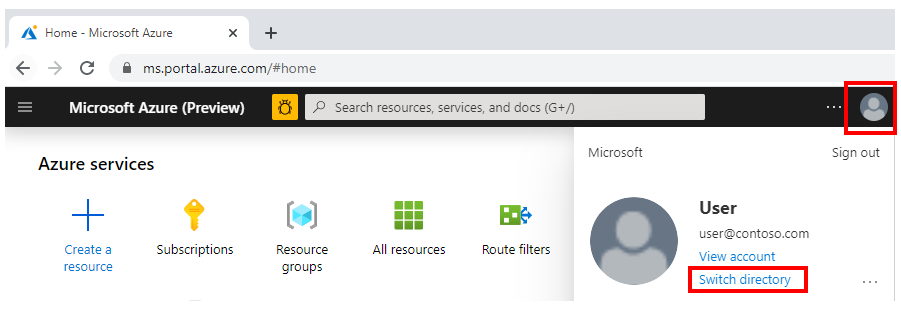 Home - Microsoft Azure
ms.portal.azure.com/#home
Microsoft Azure (Preview)
Search resources, services, and docs (G+/)
Microsoft
Sign out
Azure services
Create a
resource
Subscriptions
Resource
groups
All resources
Route filters
User
user@contoso.com
View account
Switch directory